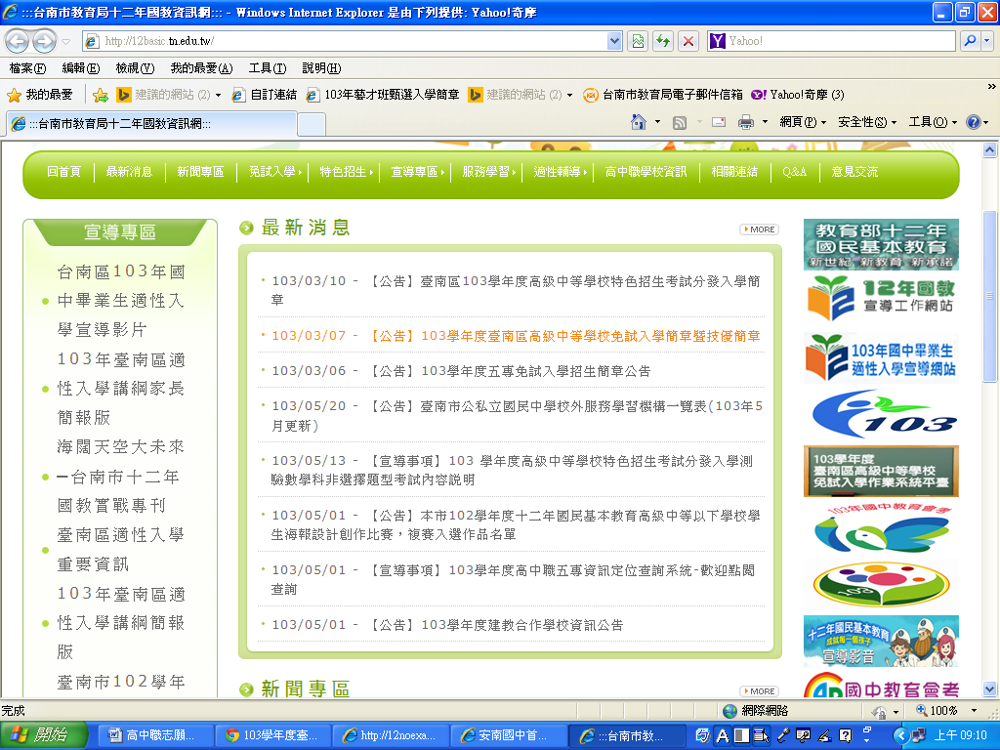 :::台南市教育局十二年國教資訊網::: - Windows Internet Explorer 是由下列提供: Yahoo!奇摩
http://12basic.tn.edu.tw/
Yahoo!
檔案(F) 編輯(E) 檢視(V) 我的最愛(A) 工具(T) 說明(H)
我的最愛 建議的網站 (2) 自訂連結 103年藝才班甄選入學簡章 建議的網站 (2) 台南市教育局電子郵件信箱 Yahoo!奇摩 (3)
:::台南市教育局十二年國教資訊網:::
網頁(P) 安全性(S) 工具(O)
回首頁 最新消息 新聞專區 免試入學 特色招生 宣導專區 服務學習 適性輔導 高中職學校資訊 相關連結 Q&A 意見交流
宣導專區
台南區103年國
中畢業生適性入
學宣導影片
103年臺南區適
性入學講綱家長
簡報版
海闊天空大未來
─台南市十二年
國教實戰專刊
臺南區適性入學
重要資訊
103年臺南區適
性入學講綱簡報
版
臺南市102學年
最新消息
MORE
103/03/10 - 【公告】臺南區103學年度高級中等學校特色招生考試分發入學簡
章
103/03/07 - 【公告】103學年度臺南區高級中等學校免試入學簡章暨技優簡章
103/03/06 - 【公告】103學年度五專免試入學招生簡章公告
103/05/20 - 【公告】臺南市公私立國民中學校外服務學習機構一覽表(103年5
月更新)
103/05/13 - 【宣導事項】103 學年度高級中等學校特色招生考試分發入學測
驗數學科非選擇題型考試內容說明
103/05/01 - 【公告】本市102學年度十二年國民基本教育高級中等以下學校學
生海報設計創作比賽，複賽入選作品名單
103/05/01 - 【宣導事項】103學年度高中職五專資訊定位查詢系統-歡迎點閱
查詢
103/05/01 - 【公告】103學年度建教合作學校資訊公告
新聞專區
MORE
教育部十二年
國民基本教育
新世紀 新教育 新承諾
12年國教
宣導工作網站
103年國中畢業生
適性入學宣導網站
103
103學年度
臺南區高級中等學校
免試入學作業系統平臺
103年國中教育會考
103
十二年國民基本教育
成就每一個孩子
宣導影音
國中教育會考
完成
網際網路
100%
開始
高中職志願...
103學年度臺...
http://12noexa...
安南國中首...
:::台南市教...
上午 09:10